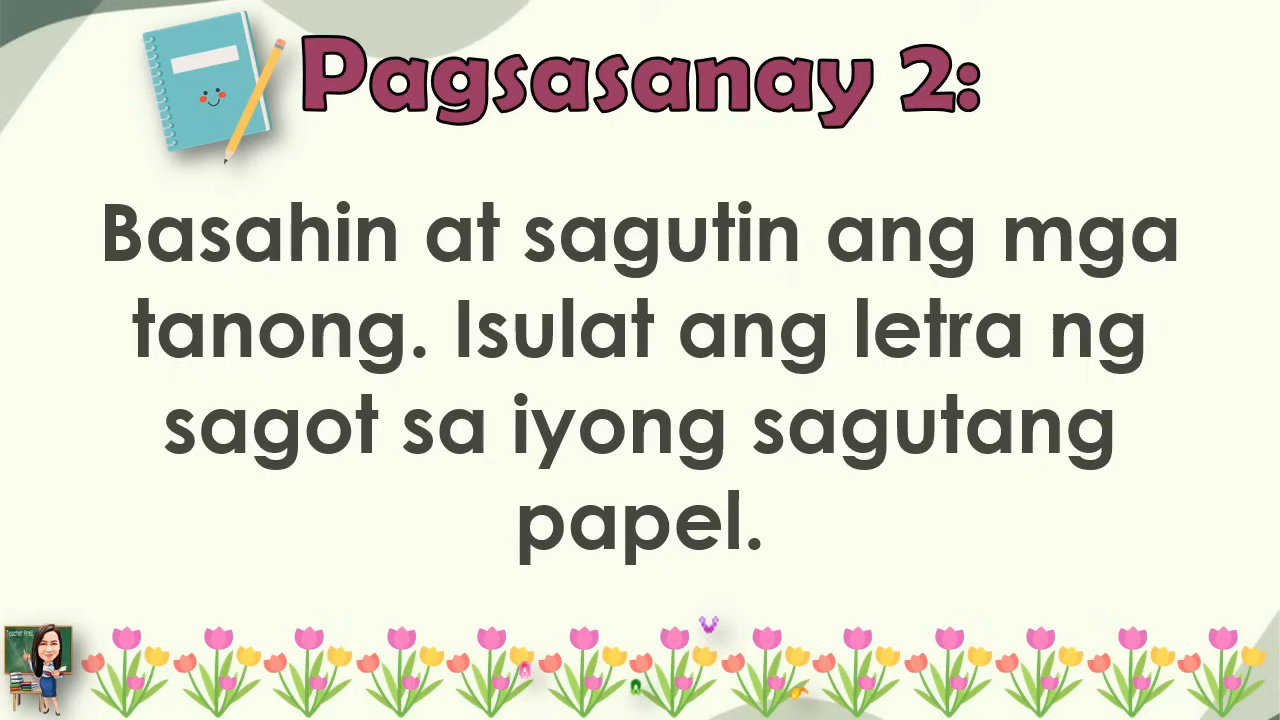 Pagsasanay 2:
Basahin at sagutin ang mga
tanong. Isulat ang letra ng
sagot sa iyong sagutang
papel.